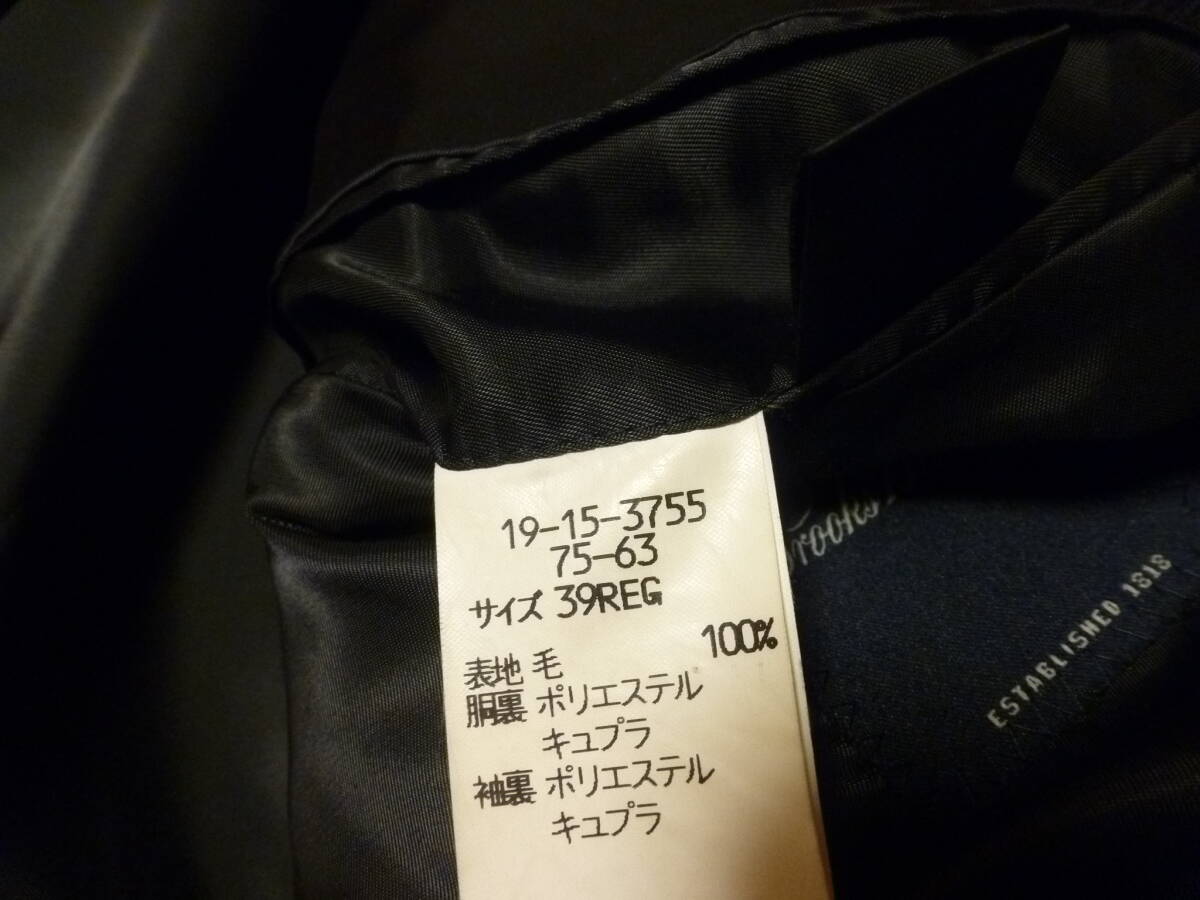 19-15-3755
75-63
サイズ 39REG
表地 毛 100%
胴裏 ポリエステル
キュプラ
袖裏 ポリエステル
キュプラ
Brooks
ESTABLISHED 1818